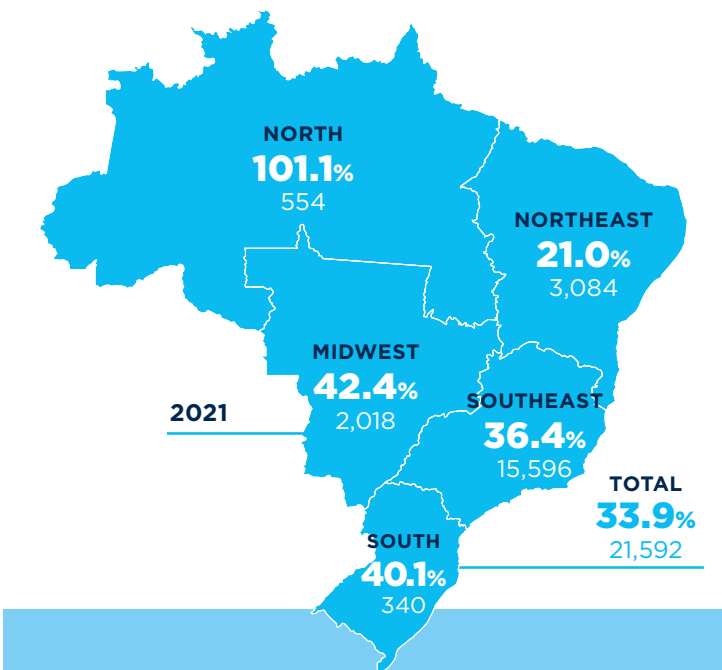 NORTH
101.1%
554
NORTHEAST
21.0%
3,084
MIDWEST
42.4%
2,018
2021
SOUTHEAST
36.4%
15,596
TOTAL
33.9%
21,592
SOUTH
40.1%
340